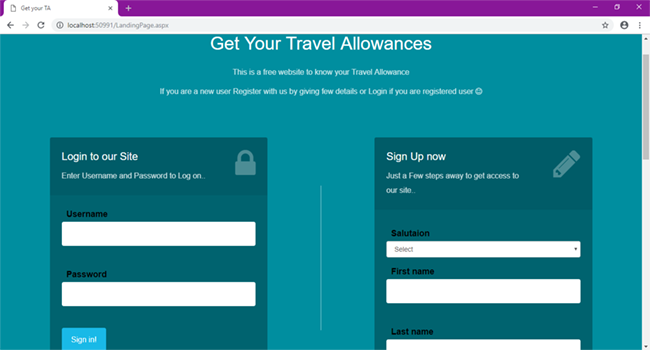 Get your TA
localhost:50991/LandingPage.aspx
Get Your Travel Allowances
This is a free website to know your Travel Allowance
If you are a new user Register with us by giving few details or Login if you are registered user
Login to our Site
Enter Username and Password to Log on..
Username
Password
Sign in!
Sign Up now
Just a Few steps away to get access to
our site..
Salutaion
Select
First name
Last name